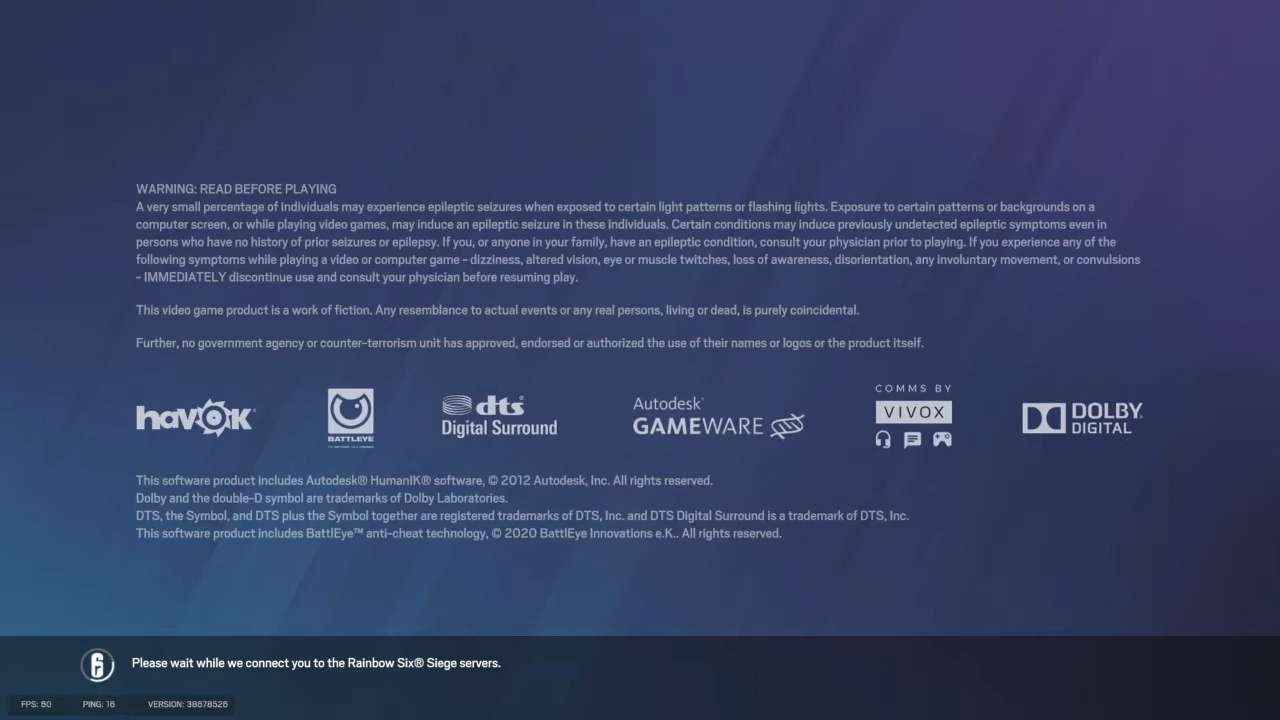 WARNING: READ BEFORE PLAYING
A very small percentage of individuals may experience epileptic seizures when exposed to certain light patterns or flashing lights. Exposure to certain patterns or backgrounds on a
computer screen, or while playing video games, may induce an epileptic seizure in these individuals. Certain conditions may induce previously undetected epileptic symptoms even in
persons who have no history of prior seizures or epilepsy. If you, or anyone in your family, have an epileptic condition, consult your physician prior to playing. If you experience any of the
following symptoms while playing a video or computer game - dizziness, altered vision, eye or muscle twitches, loss of awareness, disorientation, any involuntary movement, or convulsions
- IMMEDIATELY discontinue use and consult your physician before resuming play.
This video game product is a work of fiction. Any resemblance to actual events or any real persons, living or dead, is purely coincidental.
Further, no government agency or counter-terrorism unit has approved, endorsed or authorized the use of their names or logos or the product itself.
havok
BATTLEYE
dts
Digital Surround
Autodesk®
GAMEWARE
COMMS BY
VIVOX
DOLBY
DIGITAL
This software product includes Autodesk® HumanIK® software, © 2012 Autodesk, Inc. All rights reserved.
Dolby and the double-D symbol are trademarks of Dolby Laboratories.
DTS, the Symbol, and DTS plus the Symbol together are registered trademarks of DTS, Inc. and DTS Digital Surround is a trademark of DTS, Inc.
This software product includes BattlEye™ anti-cheat technology, © 2020 BattlEye Innovations e.K.. All rights reserved.
Please wait while we connect you to the Rainbow Six® Siege servers.
FPS: 80 PING: 16 VERSION: 38678526